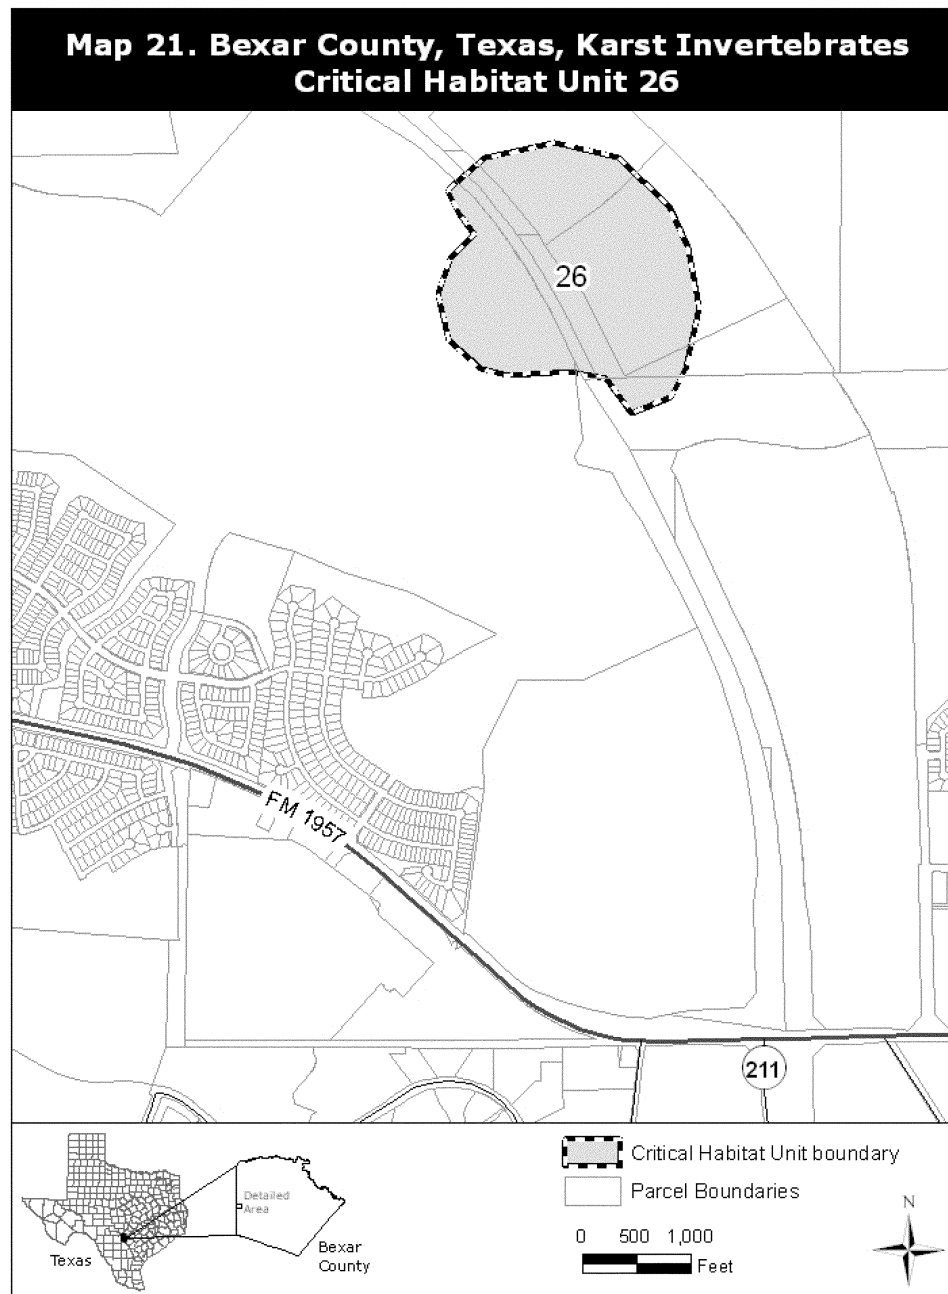 Map 21. Bexar County, Texas, Karst Invertebrates
Critical Habitat Unit 26
26
FM 1957
211
Detailed
Area
Texas
Bexar
County
Critical Habitat Unit boundary
Parcel Boundaries
0 500 1,000
Feet
N